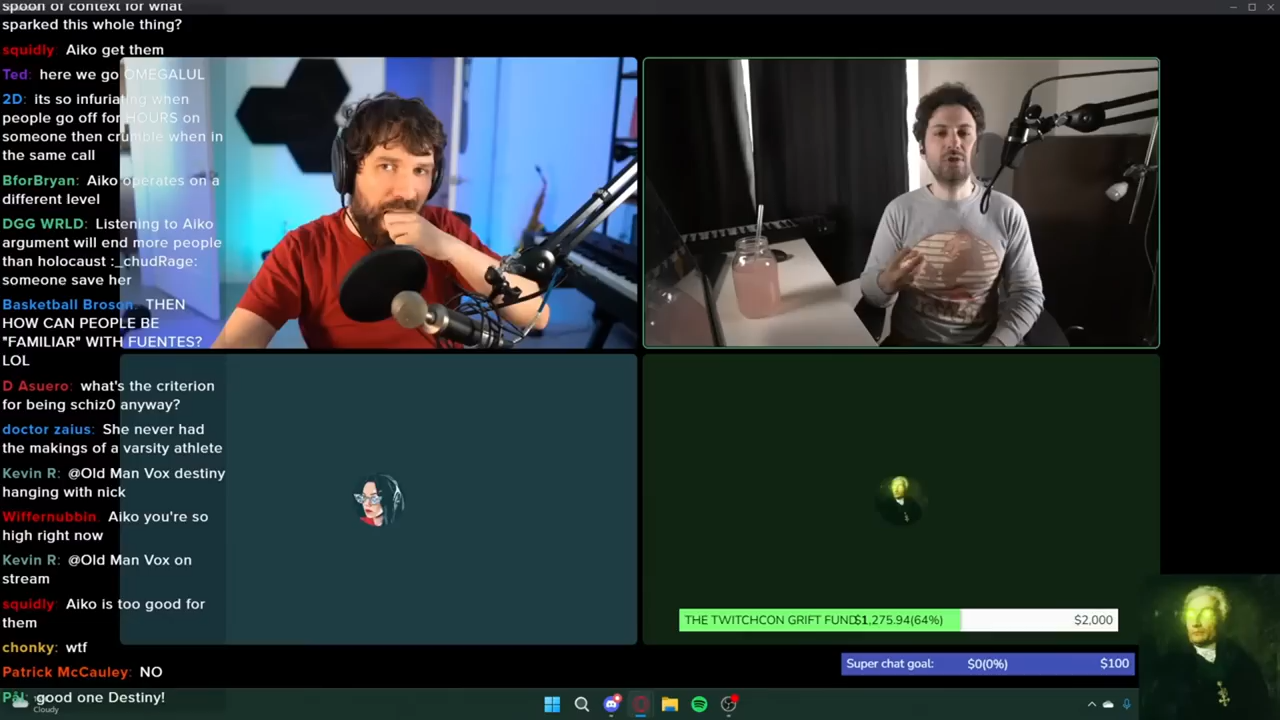 spoon of context for what
sparked this whole thing?
squidly: Aiko get them
Ted: here we go OMEGALUL
2D: its so infuriating when
people go off for HOURS on
someone then crumble when in
the same call
BforBryan: Aiko operates on a
different level
DGG WRLD: Listening to Aiko
argument will end more people
than holocaust :_chudRage:
someone save her
Basketball Broson: THEN
HOW CAN PEOPLE BE
"FAMILIAR" WITH FUENTES?
LOL
D Asuero: what's the criterion
for being schiz0 anyway?
doctor zaius: She never had
the makings of a varsity athlete
Kevin R: @Old Man Vox destiny
hanging with nick
Wiffernubbin: Aiko you're so
high right now
Kevin R: @Old Man Vox on
stream
squidly: Aiko is too good for
them
chonky: wtf
Patrick McCauley: NO
Pål: good one Destiny!
Cloudy
THE TWITCHCON GRIFT FUND $1,275.94(64%) $2,000
Super chat goal: $0(0%) $100